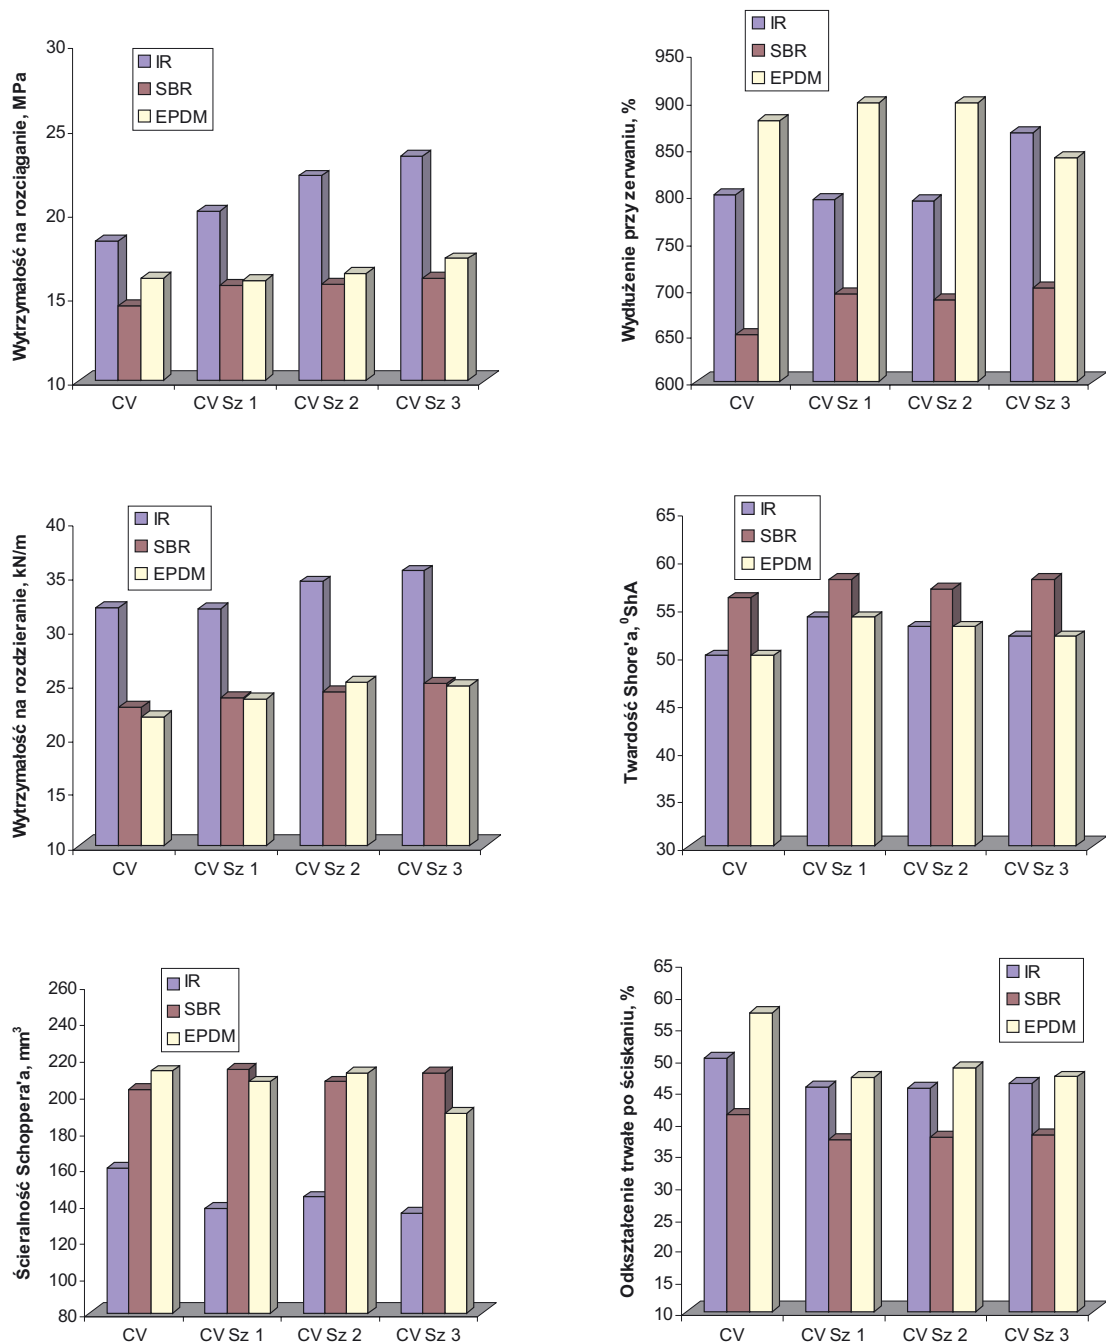 Wytrzymałość na rozciąganie, MPa
30
25
20
15
10
IR
SBR
EPDM
CV
CV Sz 1
CV Sz 2
CV Sz 3
Wydłużenie przy zerwaniu, %
950
900
850
800
750
700
650
600
IR
SBR
EPDM
CV
CV Sz 1
CV Sz 2
CV Sz 3
Wytrzymałość na rozdzieranie, kN/m
40
35
30
25
20
15
10
IR
SBR
EPDM
CV
CV Sz 1
CV Sz 2
CV Sz 3
Twardość Shore'a, ⁰ShA
65
60
55
50
45
40
35
30
IR
SBR
EPDM
CV
CV Sz 1
CV Sz 2
CV Sz 3
Ścieralność Schoppera'a, mm³
260
240
220
200
180
160
140
120
100
80
IR
SBR
EPDM
CV
CV Sz 1
CV Sz 2
CV Sz 3
Odkształcenie trwałe po ściskaniu, %
65
60
55
50
45
40
35
30
25
20
15
10
IR
SBR
EPDM
CV
CV Sz 1
CV Sz 2
CV Sz 3